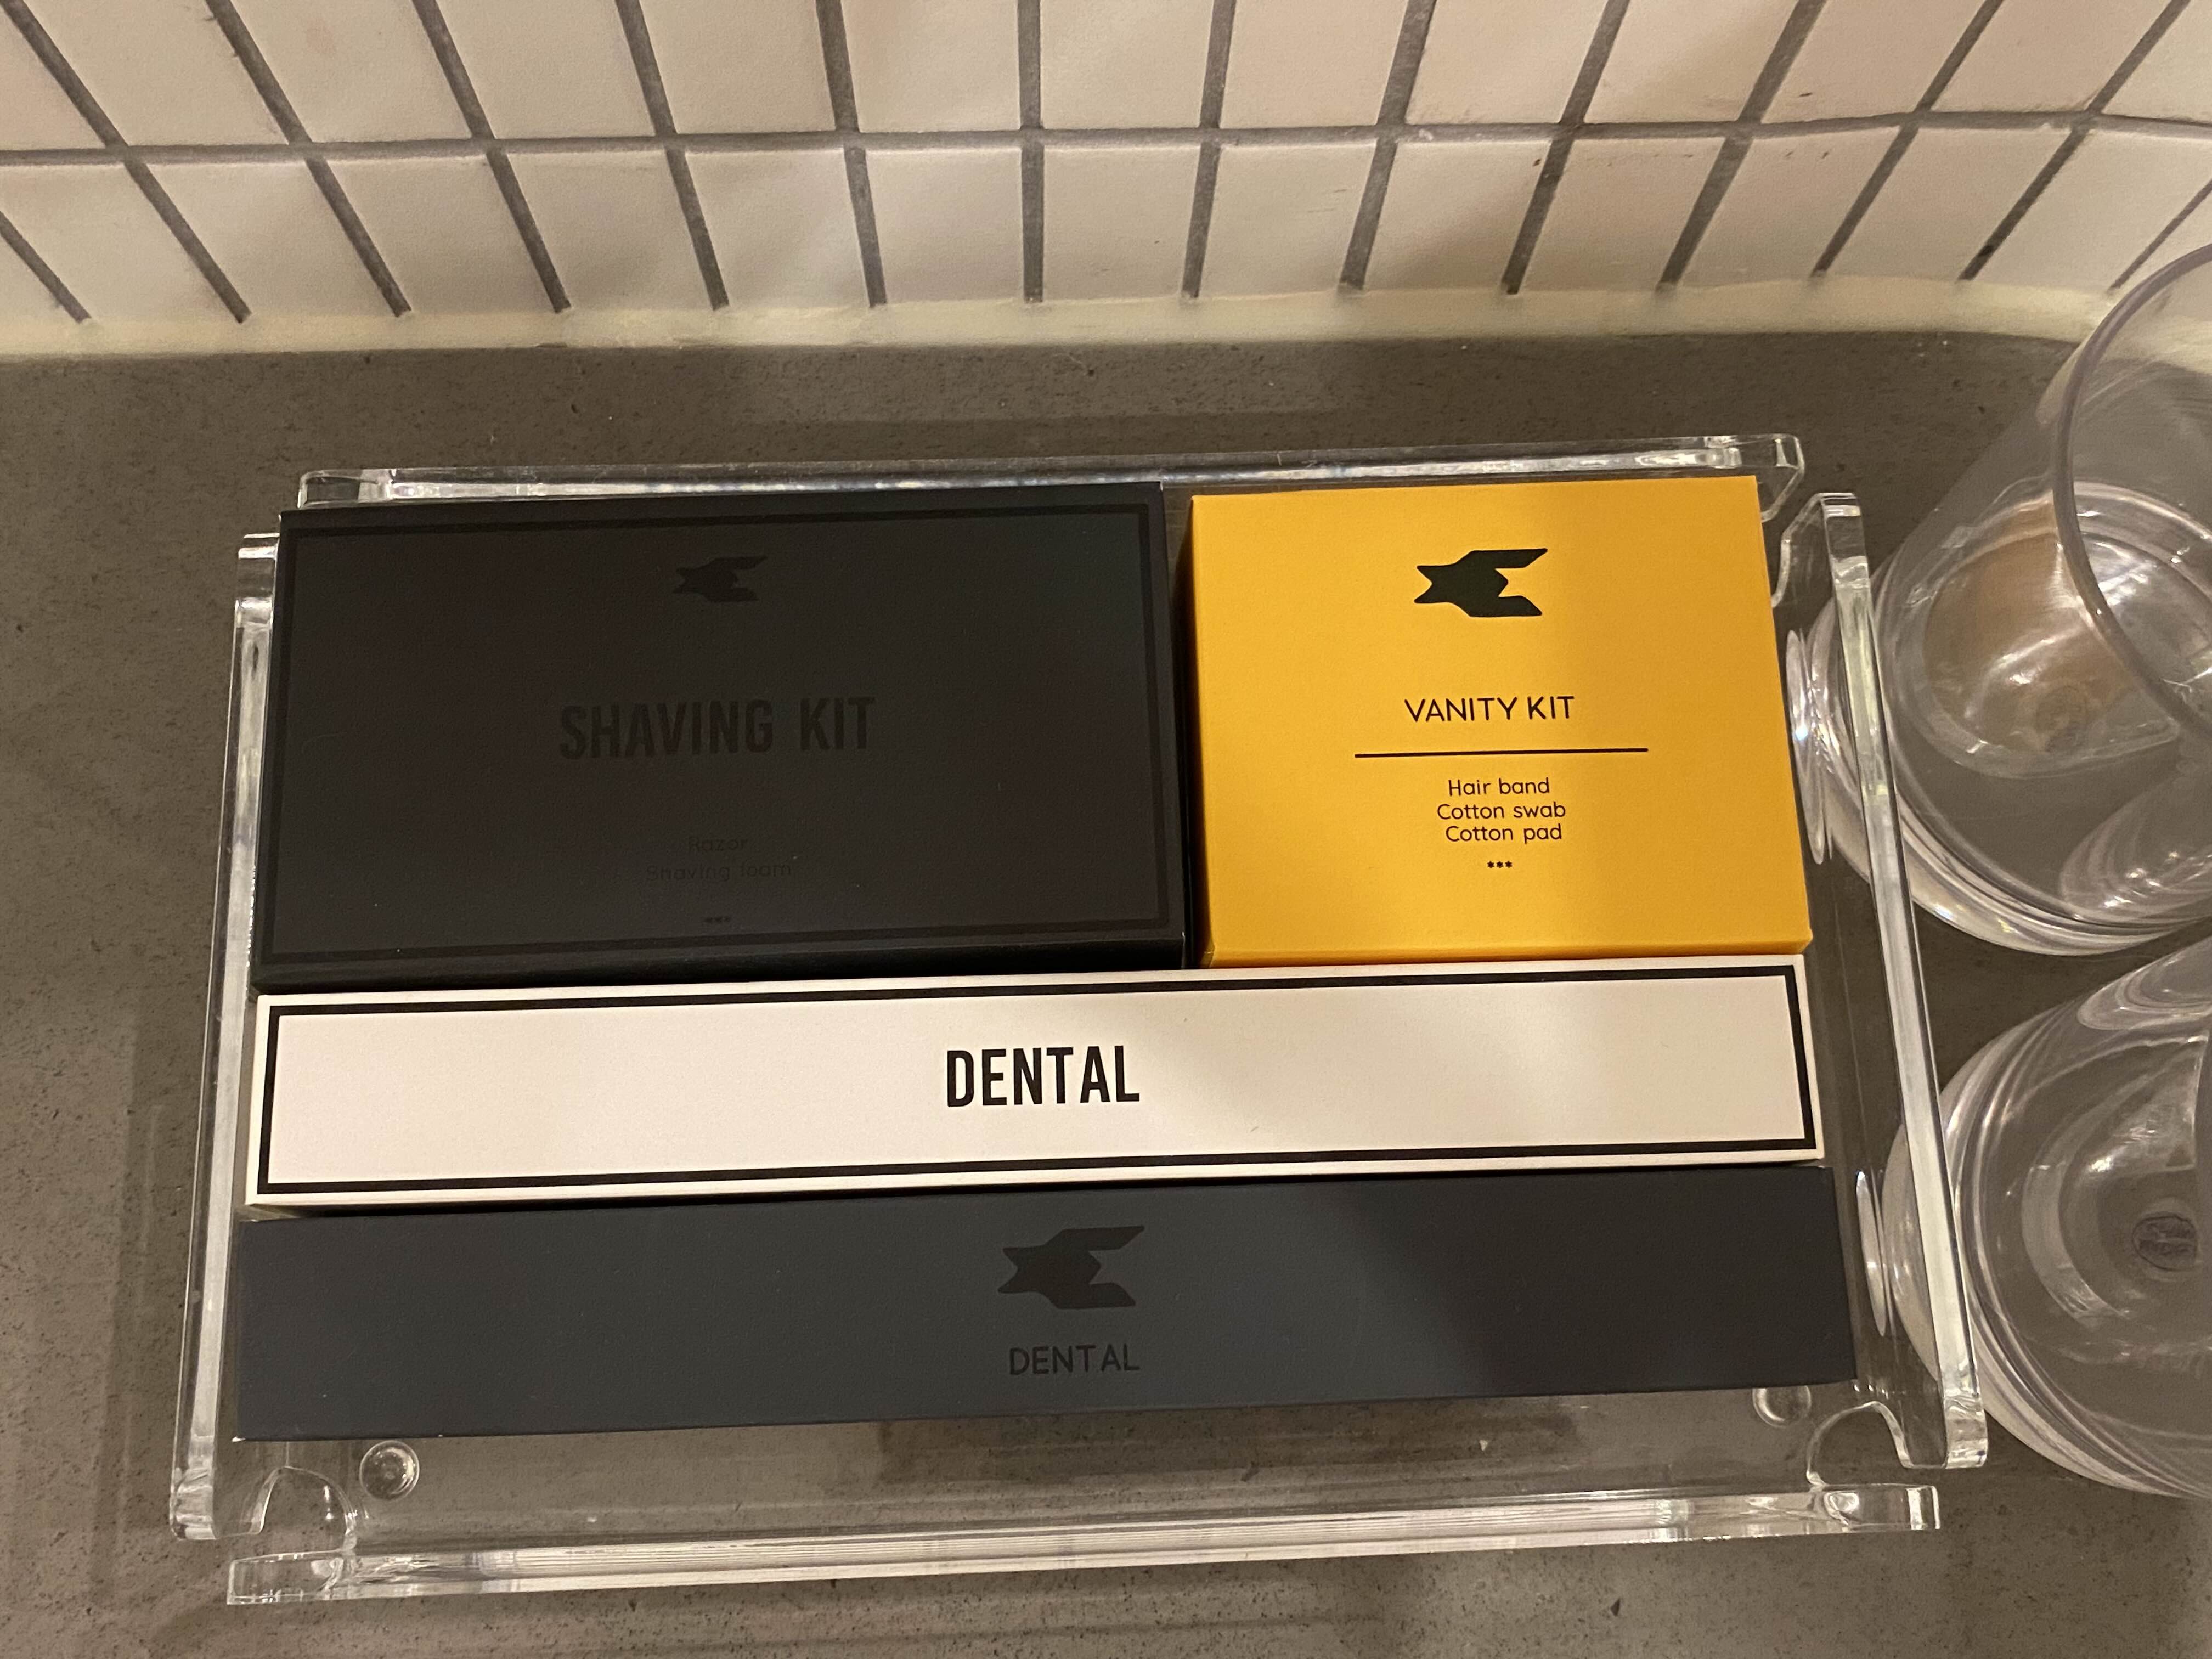 SHAVING KIT
Razor
Shaving foam
***
VANITY KIT
Hair band
Cotton swab
Cotton pad
***
DENTAL
DENTAL